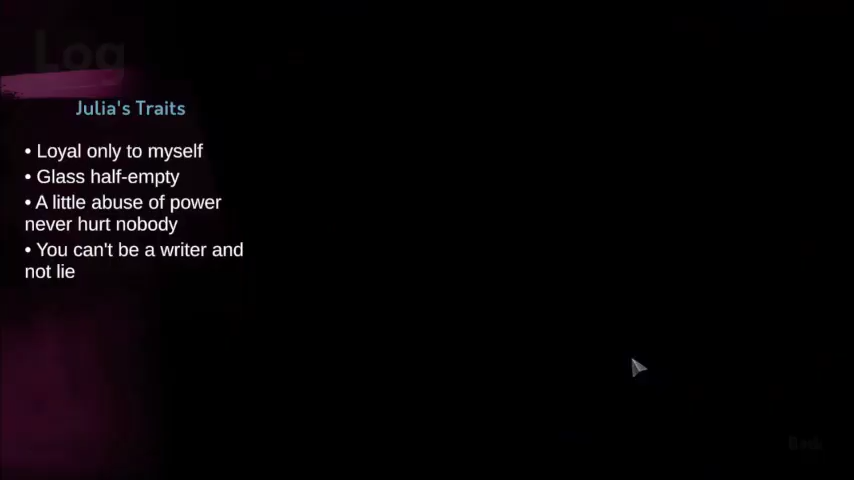 Log
Julia's Traits
• Loyal only to myself
• Glass half-empty
• A little abuse of power
never hurt nobody
• You can't be a writer and
not lie
Back